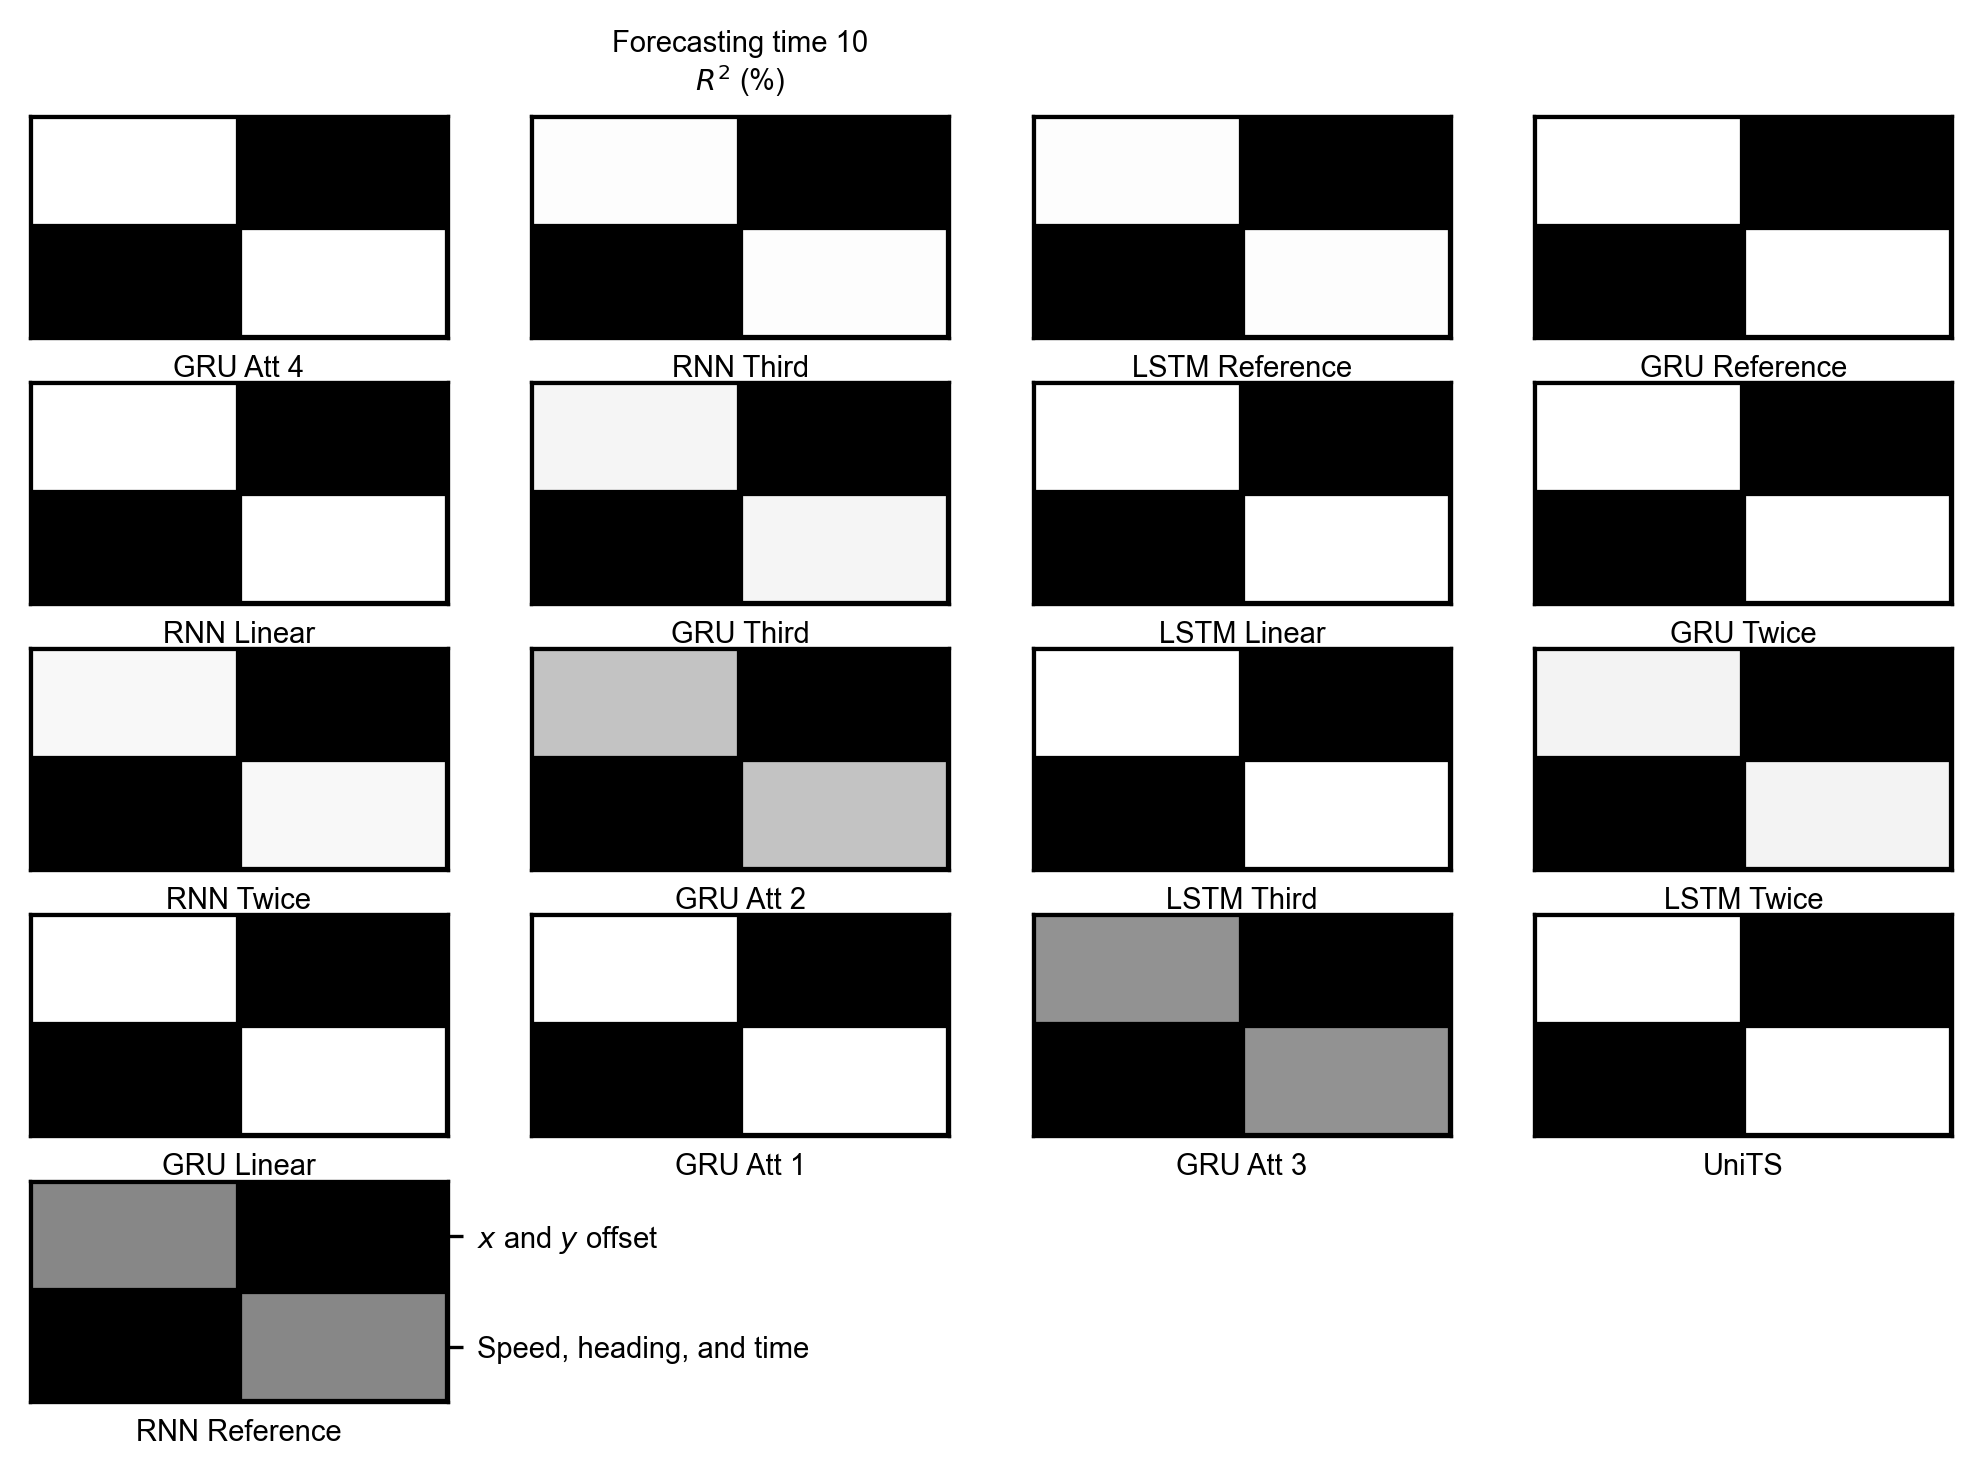 Forecasting time 10
R² (%)
GRU Att 4
RNN Third
LSTM Reference
GRU Reference
RNN Linear
GRU Third
LSTM Linear
GRU Twice
RNN Twice
GRU Att 2
LSTM Third
LSTM Twice
GRU Linear
GRU Att 1
GRU Att 3
UniTS
x and y offset
Speed, heading, and time
RNN Reference